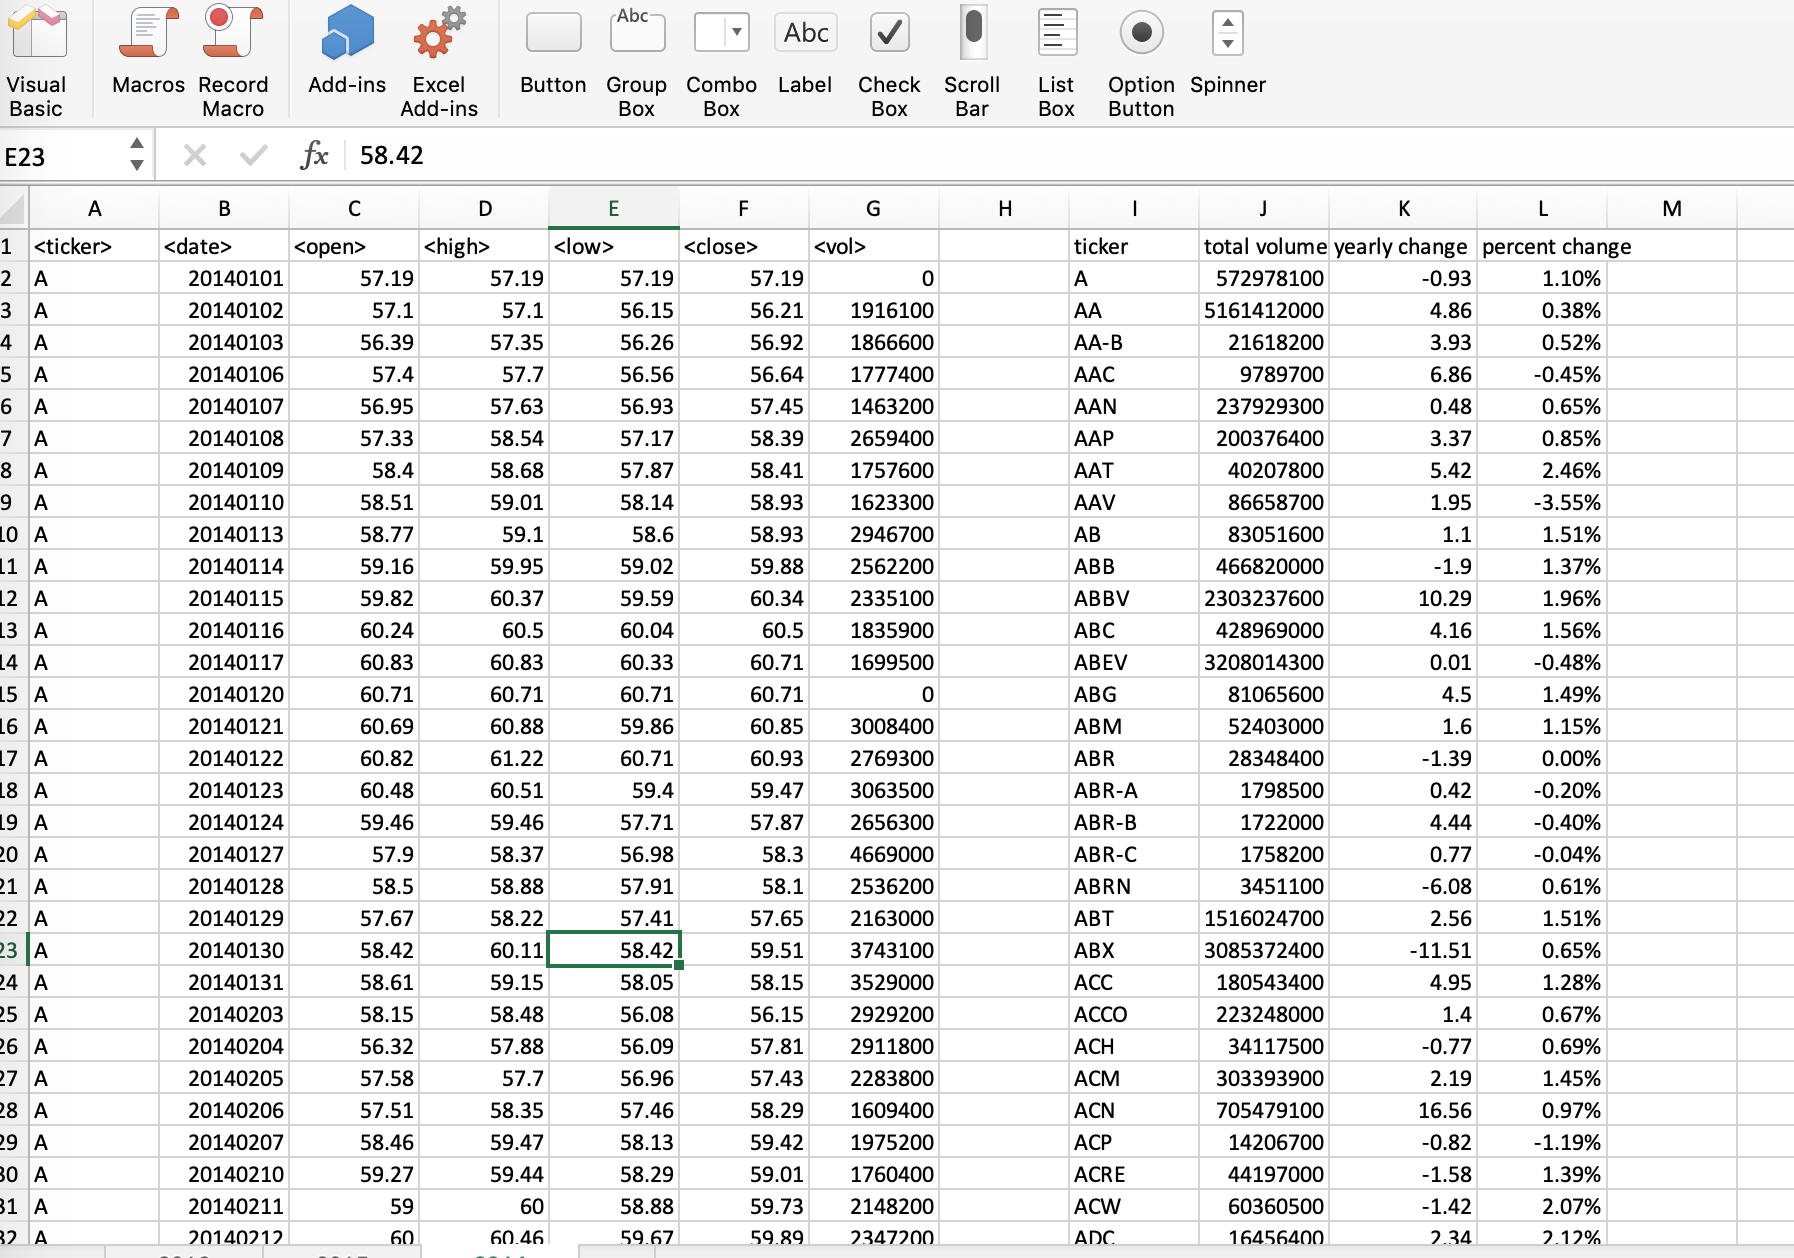 Abc
Abc
Visual Basic Macros Record Macro Add-ins Excel Add-ins Button Group Box Combo Box Label Check Box Scroll Bar List Box Option Button Spinner
E23 fx 58.42
A B C D E F G H I J K L M
1 <ticker> <date> <open> <high> <low> <close> <vol> ticker total volume yearly change percent change
2 A 20140101 57.19 57.19 57.19 57.19 0 A 572978100 -0.93 1.10%
3 A 20140102 57.1 57.1 56.15 56.21 1916100 AA 5161412000 4.86 0.38%
4 A 20140103 56.39 57.35 56.26 56.92 1866600 AA-B 21618200 3.93 0.52%
5 A 20140106 57.4 57.7 56.56 56.64 1777400 AAC 9789700 6.86 -0.45%
6 A 20140107 56.95 57.63 56.93 57.45 1463200 AAN 237929300 0.48 0.65%
7 A 20140108 57.33 58.54 57.17 58.39 2659400 AAP 200376400 3.37 0.85%
8 A 20140109 58.4 58.68 57.87 58.41 1757600 AAT 40207800 5.42 2.46%
9 A 20140110 58.51 59.01 58.14 58.93 1623300 AAV 86658700 1.95 -3.55%
10 A 20140113 58.77 59.1 58.6 58.93 2946700 AB 83051600 1.1 1.51%
11 A 20140114 59.16 59.95 59.02 59.88 2562200 ABB 466820000 -1.9 1.37%
12 A 20140115 59.82 60.37 59.59 60.34 2335100 ABBV 2303237600 10.29 1.96%
13 A 20140116 60.24 60.5 60.04 60.5 1835900 ABC 428969000 4.16 1.56%
14 A 20140117 60.83 60.83 60.33 60.71 1699500 ABEV 3208014300 0.01 -0.48%
15 A 20140120 60.71 60.71 60.71 60.71 0 ABG 81065600 4.5 1.49%
16 A 20140121 60.69 60.88 59.86 60.85 3008400 ABM 52403000 1.6 1.15%
17 A 20140122 60.82 61.22 60.71 60.93 2769300 ABR 28348400 -1.39 0.00%
18 A 20140123 60.48 60.51 59.4 59.47 3063500 ABR-A 1798500 0.42 -0.20%
19 A 20140124 59.46 59.46 57.71 57.87 2656300 ABR-B 1722000 4.44 -0.40%
20 A 20140127 57.9 58.37 56.98 58.3 4669000 ABR-C 1758200 0.77 -0.04%
21 A 20140128 58.5 58.88 57.91 58.1 2536200 ABRN 3451100 -6.08 0.61%
22 A 20140129 57.67 58.22 57.41 57.65 2163000 ABT 1516024700 2.56 1.51%
23 A 20140130 58.42 60.11 58.42 59.51 3743100 ABX 3085372400 -11.51 0.65%
24 A 20140131 58.61 59.15 58.05 58.15 3529000 ACC 180543400 4.95 1.28%
25 A 20140203 58.15 58.48 56.08 56.15 2929200 ACCO 223248000 1.4 0.67%
26 A 20140204 56.32 57.88 56.09 57.81 2911800 ACH 34117500 -0.77 0.69%
27 A 20140205 57.58 57.7 56.96 57.43 2283800 ACM 303393900 2.19 1.45%
28 A 20140206 57.51 58.35 57.46 58.29 1609400 ACN 705479100 16.56 0.97%
29 A 20140207 58.46 59.47 58.13 59.42 1975200 ACP 14206700 -0.82 -1.19%
30 A 20140210 59.27 59.44 58.29 59.01 1760400 ACRE 44197000 -1.58 1.39%
31 A 20140211 59 60 58.88 59.73 2148200 ACW 60360500 -1.42 2.07%
32 A 20140212 60 60.46 59.67 59.89 2347200 ADC 16456400 2.34 2.12%